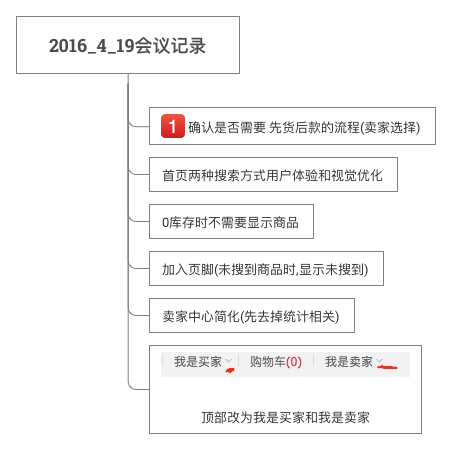 2016_4_19会议记录
1 确认是否需要 先货后款的流程(卖家选择)
首页两种搜索方式用户体验和视觉优化
0库存时不需要显示商品
加入页脚(未搜到商品时,显示未搜到)
卖家中心简化(先去掉统计相关)
我是买家 购物车(0) 我是卖家
顶部改为我是买家和我是卖家